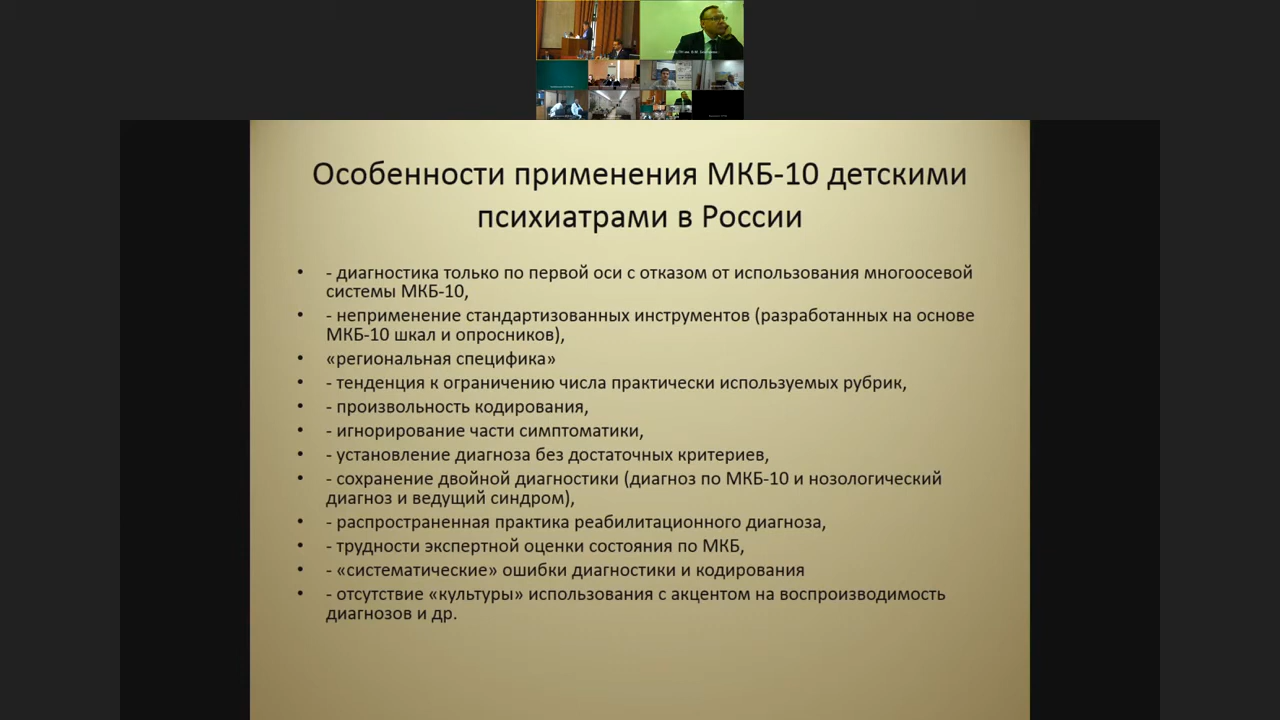 Особенности применения МКБ-10 детскими
психиатрами в России
• - диагностика только по первой оси с отказом от использования многоосевой
системы МКБ-10,
• - неприменение стандартизованных инструментов (разработанных на основе
МКБ-10 шкал и опросников),
• «региональная специфика»
• - тенденция к ограничению числа практически используемых рубрик,
• - произвольность кодирования,
• - игнорирование части симптоматики,
• - установление диагноза без достаточных критериев,
• - сохранение двойной диагностики (диагноз по МКБ-10 и нозологический
диагноз и ведущий синдром),
• - распространенная практика реабилитационного диагноза,
• - трудности экспертной оценки состояния по МКБ,
• - «систематические» ошибки диагностики и кодирования
• - отсутствие «культуры» использования с акцентом на воспроизводимость
диагнозов и др.